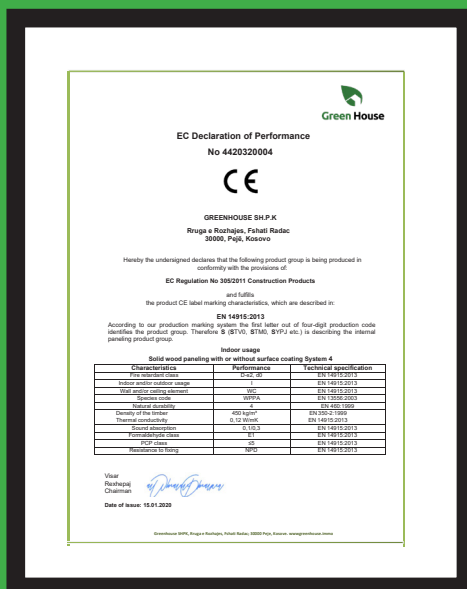 Green House
EC Declaration of Performance
No 4420320004
CE
GREENHOUSE SH.P.K
Rruga e Rozhajes, Fshati Radac
30000, Pejë, Kosovo
Hereby the undersigned declares that the following product group is being produced in
conformity with the provisions of:
EC Regulation No 305/2011 Construction Products
and fulfills
the product CE label marking characteristics, which are described in:
EN 14915:2013
According to our production marking system the first letter out of four-digit production code
identifies the product group. Therefore S (STV0, STM0, SYPJ etc.) is describing the internal
paneling product group.
Indoor usage
Solid wood paneling with or without surface coating System 4
Characteristics Performance Technical specification
Fire retardant class D-s2, d0 EN 14915:2013
Indoor and/or outdoor usage I EN 14915:2013
Wall and/or ceiling element WC EN 14915:2013
Species code WPPA EN 13556:2003
Natural durability 4 EN 460:1999
Density of the timber 450 kg/m³ EN 350-2:1999
Thermal conductivity 0,12 W/mK EN 14915:2013
Sound absorption 0,1/0,3 EN 14915:2013
Formaldehyde class E1 EN 14915:2013
PCP class ≤5 EN 14915:2013
Resistance to fixing NPD EN 14915:2013
Visar
Rexhepaj
Chairman
Date of issue: 15.01.2020
Greenhouse SHPK, Rruga e Rozhajes, Fshati Radac, 30000 Peje, Kosovo